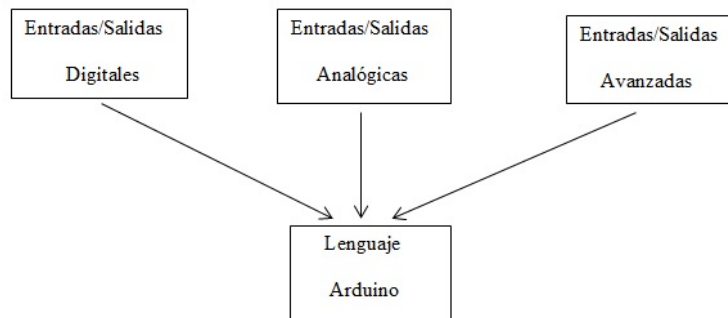 Entradas/Salidas
Digitales
Entradas/Salidas
Analógicas
Entradas/Salidas
Avanzadas
Lenguaje
Arduino